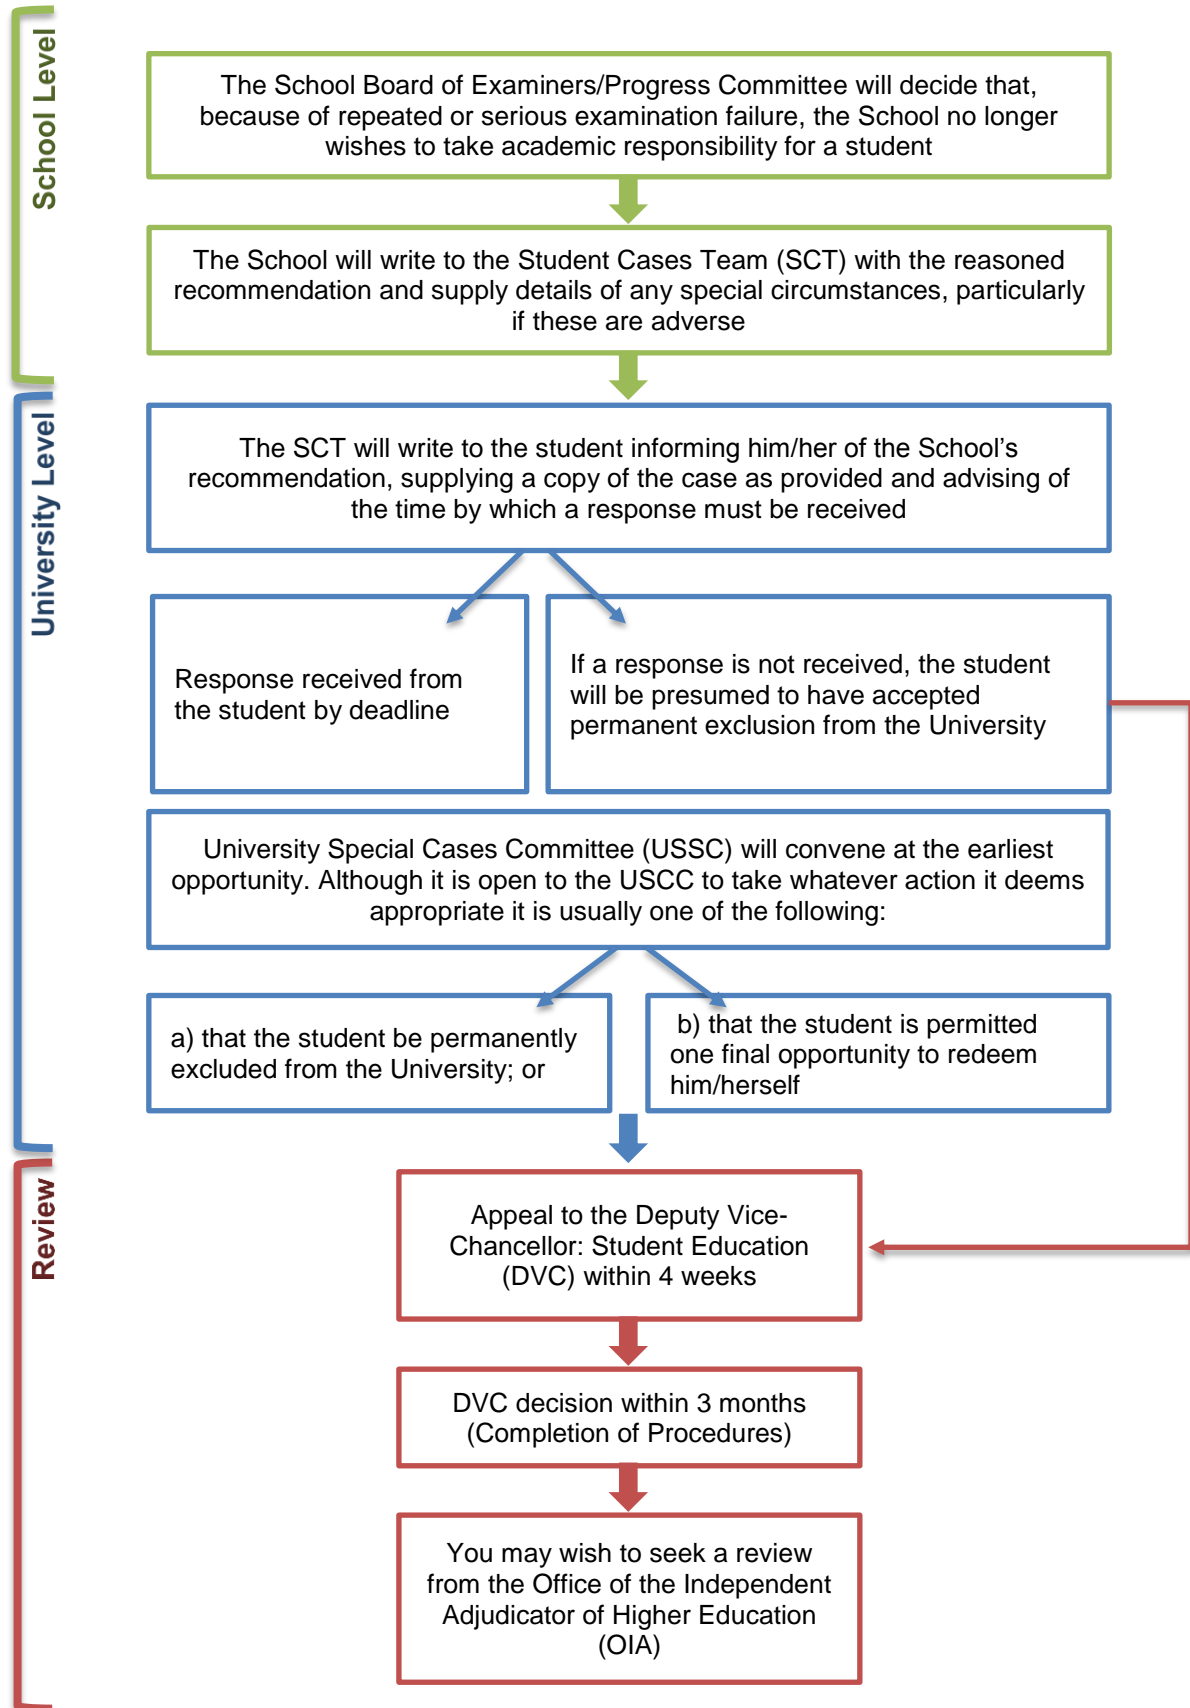 School Level
The School Board of Examiners/Progress Committee will decide that,
because of repeated or serious examination failure, the School no longer
wishes to take academic responsibility for a student
The School will write to the Student Cases Team (SCT) with the reasoned
recommendation and supply details of any special circumstances, particularly
if these are adverse
University Level
The SCT will write to the student informing him/her of the School’s
recommendation, supplying a copy of the case as provided and advising of
the time by which a response must be received
Response received from
the student by deadline
If a response is not received, the student
will be presumed to have accepted
permanent exclusion from the University
University Special Cases Committee (USSC) will convene at the earliest
opportunity. Although it is open to the USCC to take whatever action it deems
appropriate it is usually one of the following:
a) that the student be permanently
excluded from the University; or
b) that the student is permitted
one final opportunity to redeem
him/herself
Review
Appeal to the Deputy Vice-
Chancellor: Student Education
(DVC) within 4 weeks
DVC decision within 3 months
(Completion of Procedures)
You may wish to seek a review
from the Office of the Independent
Adjudicator of Higher Education
(OIA)